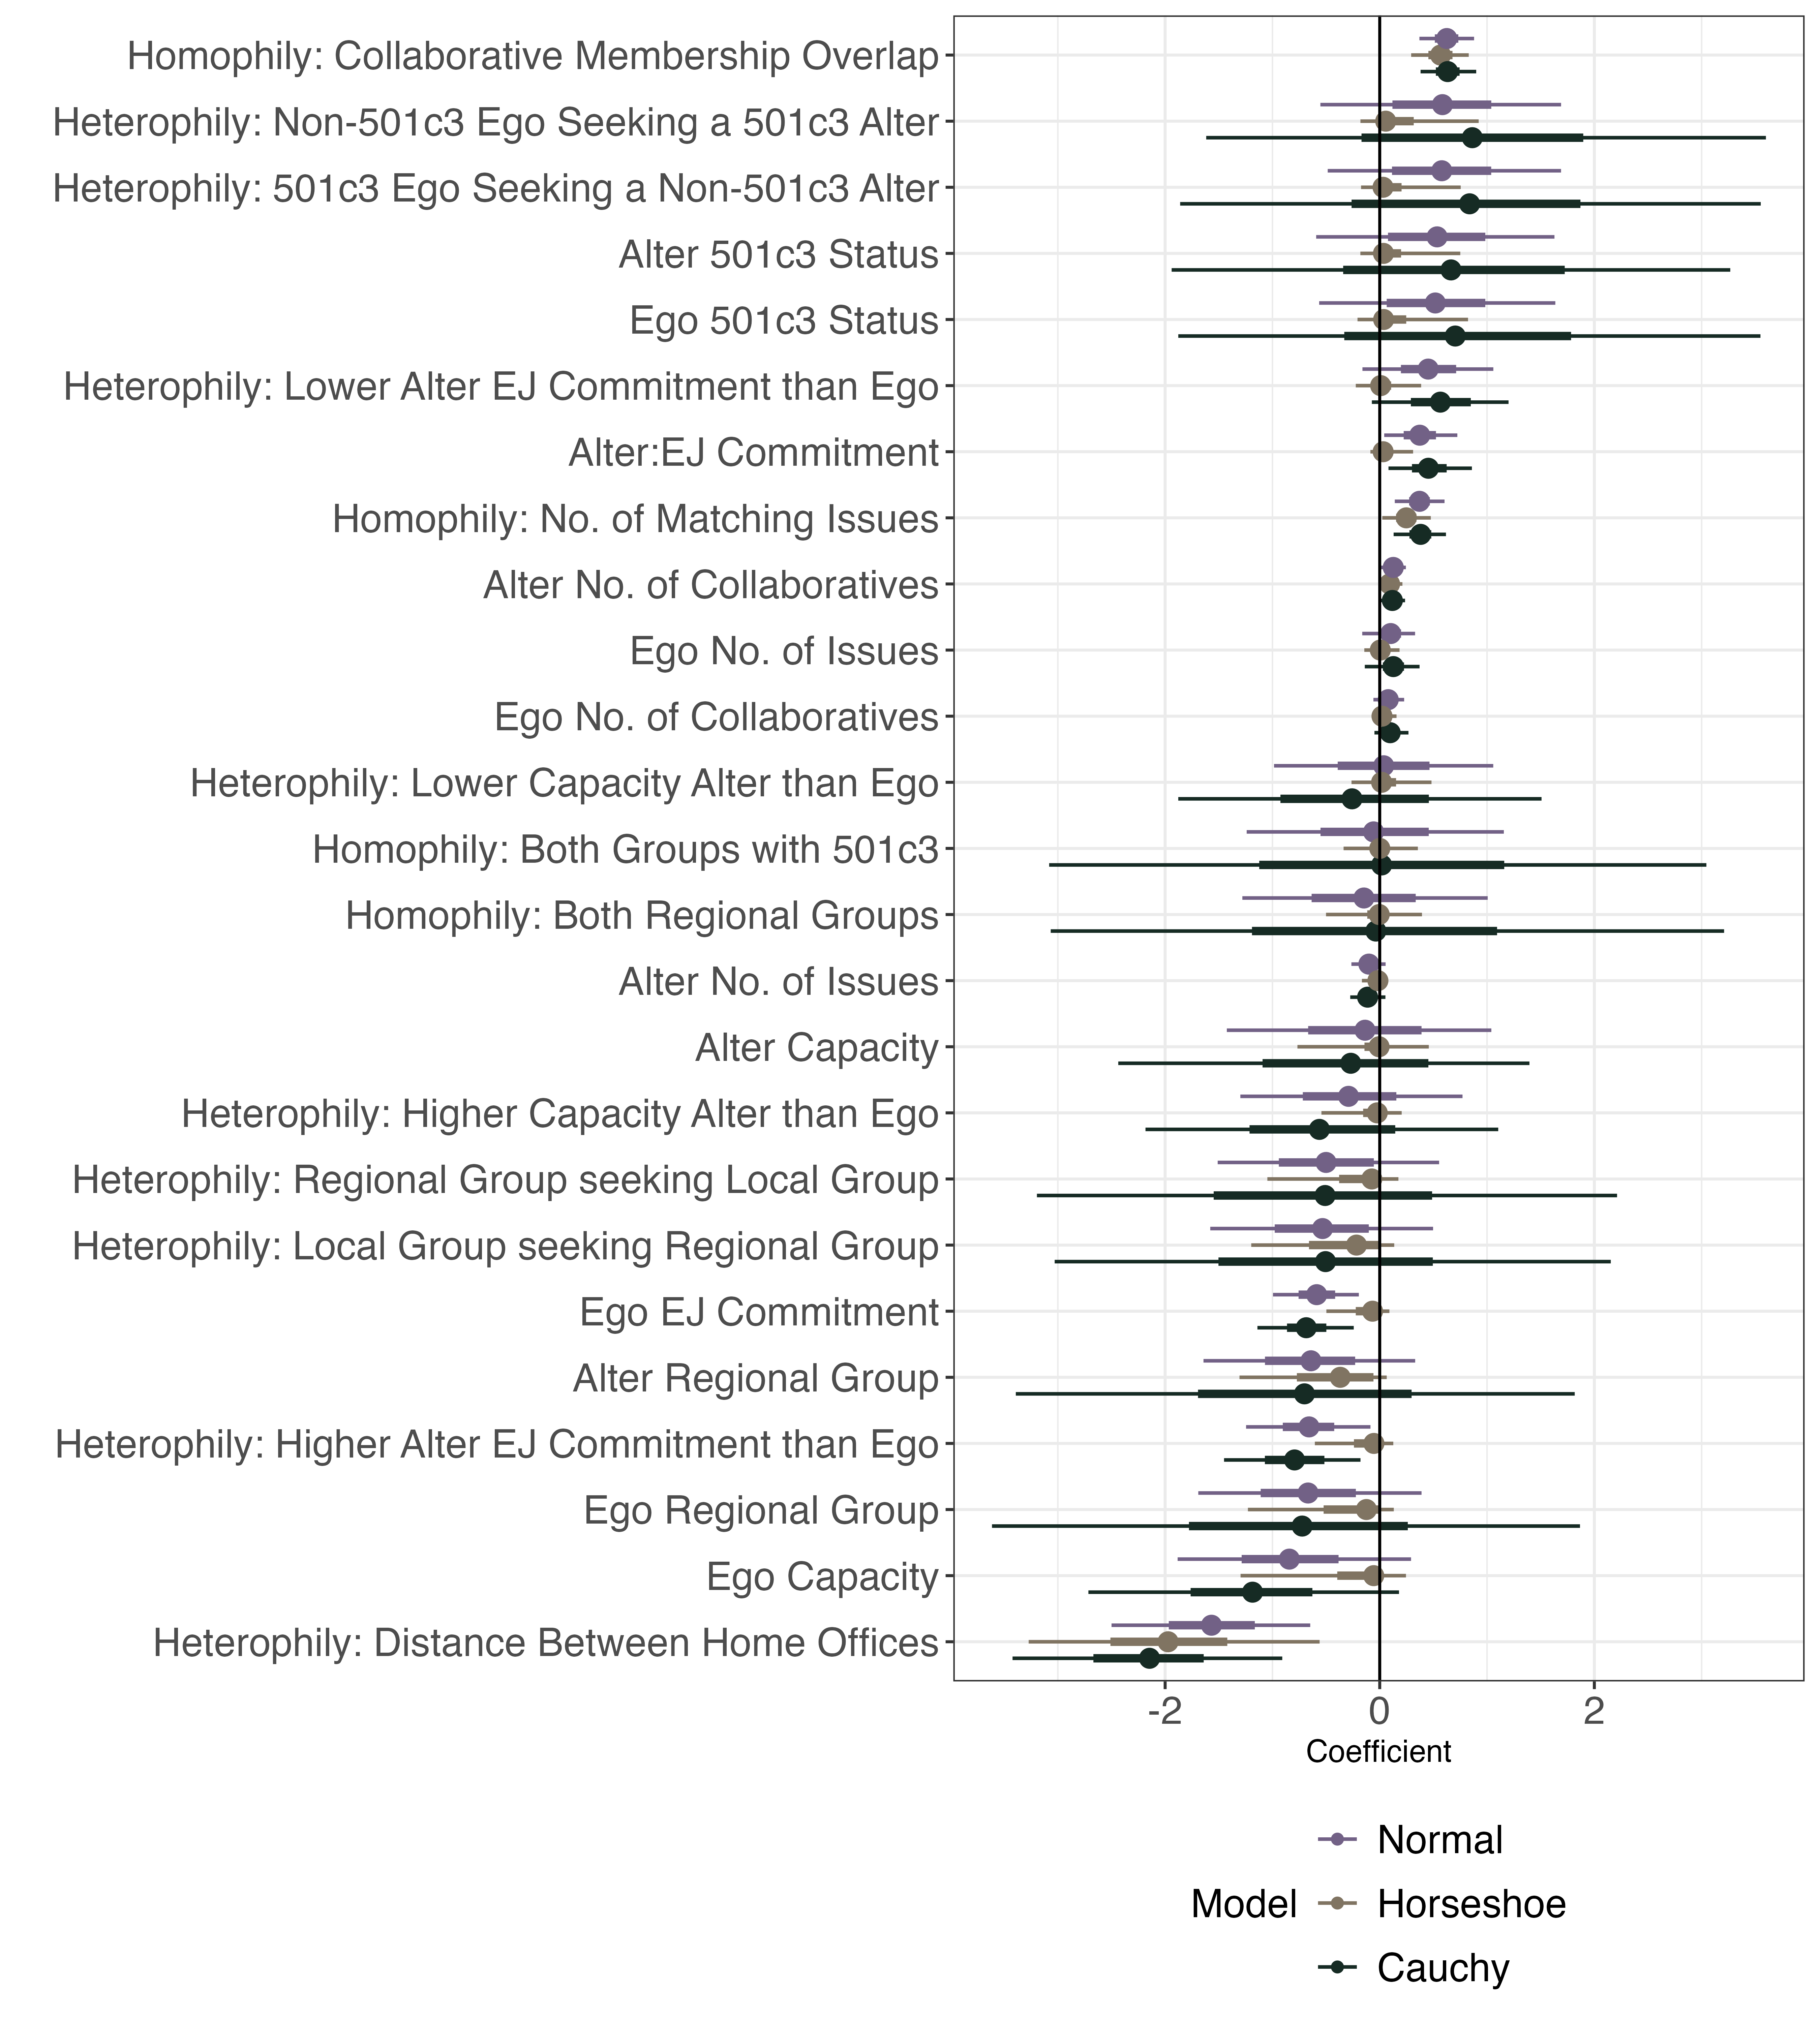 Homophily: Collaborative Membership Overlap
Heterophily: Non-501c3 Ego Seeking a 501c3 Alter
Heterophily: 501c3 Ego Seeking a Non-501c3 Alter
Alter 501c3 Status
Ego 501c3 Status
Heterophily: Lower Alter EJ Commitment than Ego
Alter:EJ Commitment
Homophily: No. of Matching Issues
Alter No. of Collaboratives
Ego No. of Issues
Ego No. of Collaboratives
Heterophily: Lower Capacity Alter than Ego
Homophily: Both Groups with 501c3
Homophily: Both Regional Groups
Alter No. of Issues
Alter Capacity
Heterophily: Higher Capacity Alter than Ego
Heterophily: Regional Group seeking Local Group
Heterophily: Local Group seeking Regional Group
Ego EJ Commitment
Alter Regional Group
Heterophily: Higher Alter EJ Commitment than Ego
Ego Regional Group
Ego Capacity
Heterophily: Distance Between Home Offices
-2 0 2
Coefficient
Normal
Model Horseshoe
Cauchy